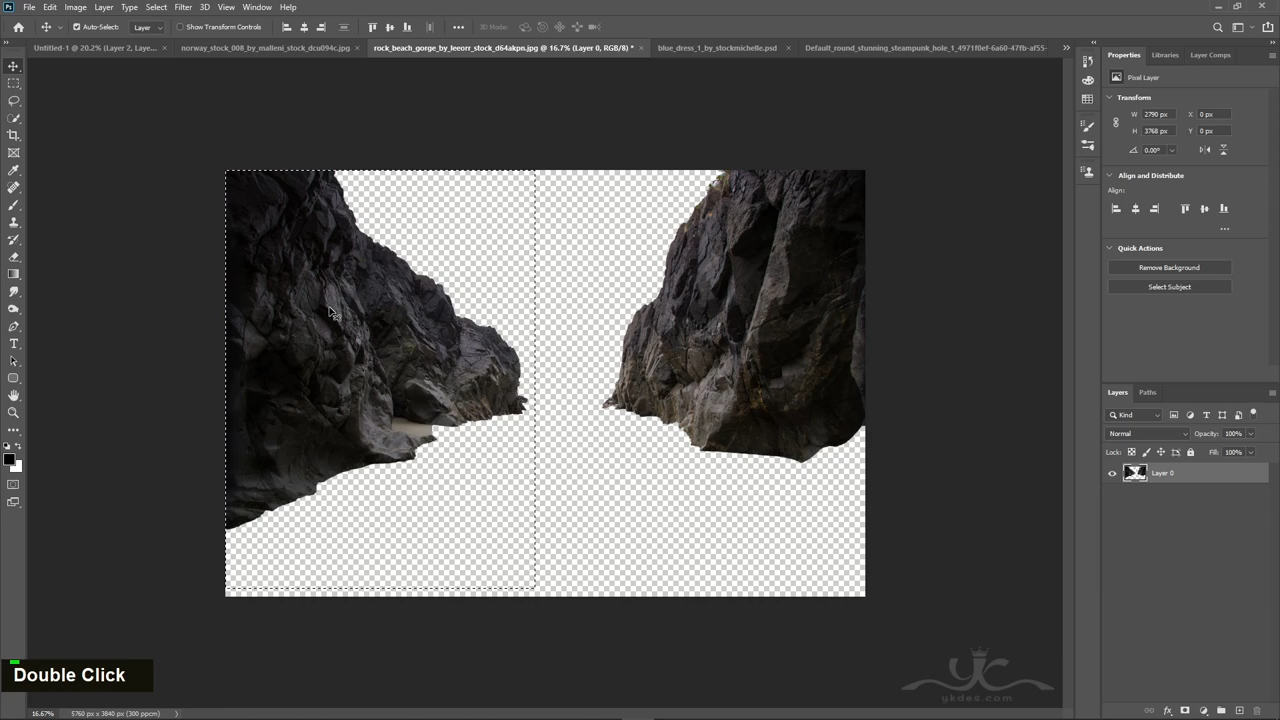 Ps File Edit Image Layer Type Select Filter 3D View Window Help
Auto-Select: Layer Show Transform Controls 3D Mode:
Untitled-1 @ 20.2% (Layer 2, Laye...
norway_stock_008_by_malleni_stock_dcu094c.jpg
rock_beach_gorge_by_leeorr_stock_d64akpn.jpg @ 16.7% (Layer 0, RGB/8) *
blue_dress_1_by_stockmichelle.psd
Default_round_stunning_steampunk_hole_1_4971f0ef-6a60-47fb-af55-
Properties Libraries Layer Comps
Pixel Layer
Transform
W 2790 px X 0 px
H 3768 px Y 0 px
0.00°
Align and Distribute
Align:
Quick Actions
Remove Background
Select Subject
Layers Paths
Kind
Normal Opacity: 100%
Lock: Fill: 100%
Layer 0
Double Click
yc
ykdes.com
16.67% 5760 px x 3840 px (300 ppcm)